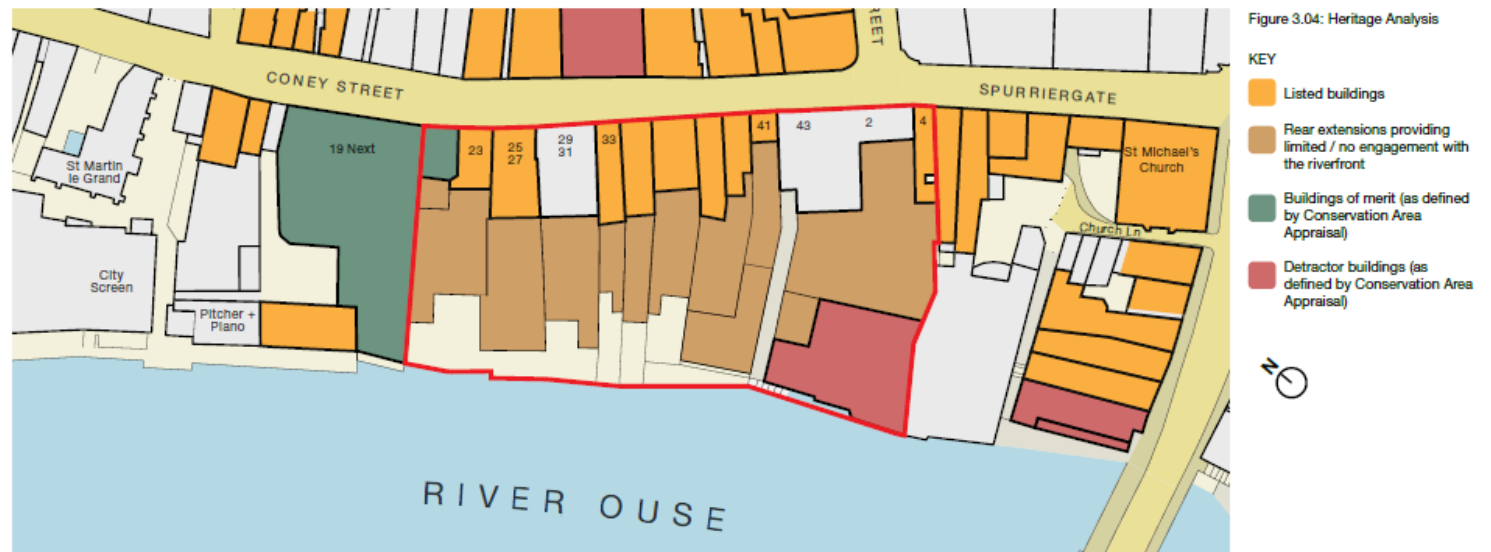 Figure 3.04: Heritage Analysis
KEY
Listed buildings
Rear extensions providing
limited / no engagement with
the riverfront
Buildings of merit (as defined
by Conservation Area
Appraisal)
Detractor buildings (as
defined by Conservation Area
Appraisal)
N
CONEY STREET
REET
SPURRIERGATE
St Martin
le Grand
19 Next
23
25
27
29
31
33
41
43
2
4
St Michael's
Church
Church Ln
City
Screen
Pitcher +
Piano
RIVER OUSE